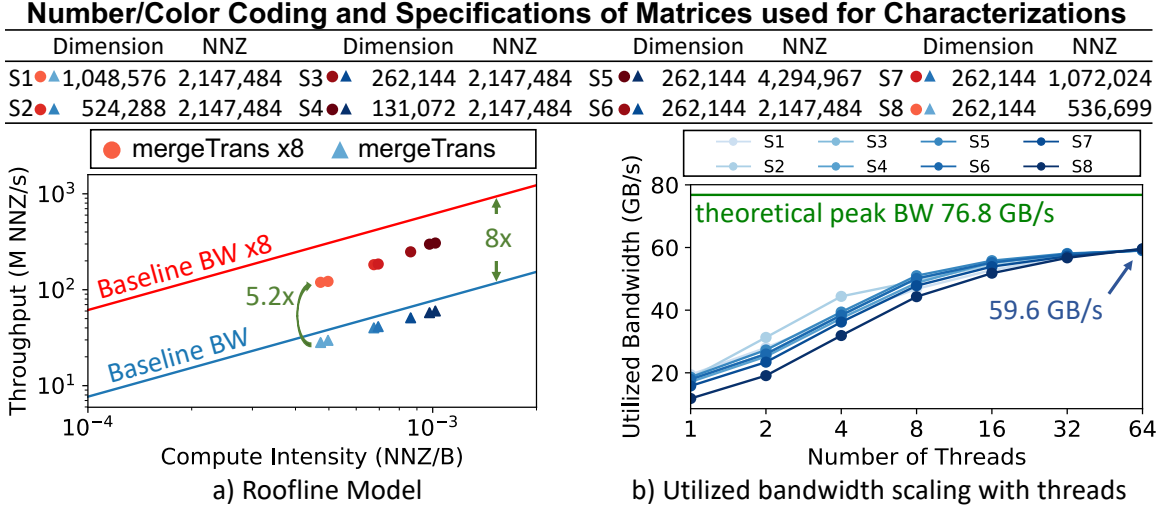 Number/Color Coding and Specifications of Matrices used for Characterizations
Dimension NNZ Dimension NNZ Dimension NNZ Dimension NNZ
S1 1,048,576 2,147,484 S3 262,144 2,147,484 S5 262,144 4,294,967 S7 262,144 1,072,024
S2 524,288 2,147,484 S4 131,072 2,147,484 S6 262,144 2,147,484 S8 262,144 536,699
mergeTrans x8 mergeTrans
Throughput (M NNZ/s)
10³
10²
10¹
Baseline BW x8
8x
5.2x
Baseline BW
10⁻⁴ 10⁻³
Compute Intensity (NNZ/B)
a) Roofline Model
S1 S3 S5 S7
S2 S4 S6 S8
Utilized Bandwidth (GB/s)
80
60
40
20
theoretical peak BW 76.8 GB/s
59.6 GB/s
1 2 4 8 16 32 64
Number of Threads
b) Utilized bandwidth scaling with threads